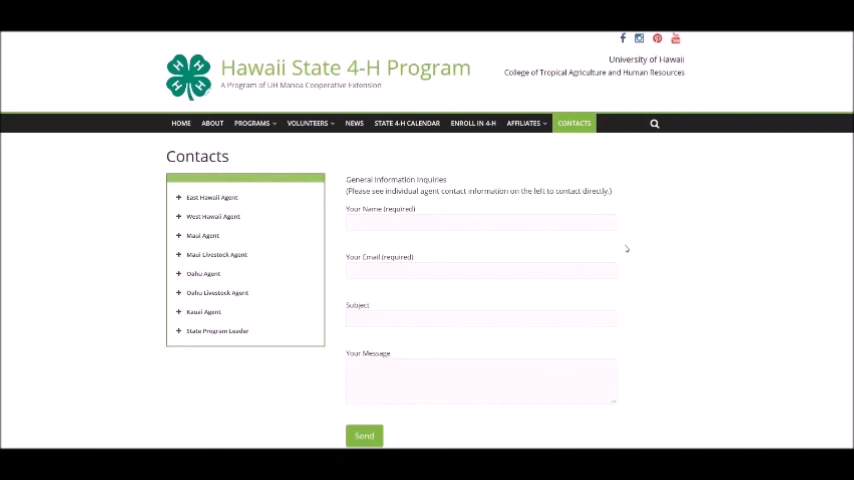 Hawaii State 4-H Program
A Program of UH Manoa Cooperative Extension
University of Hawaii
College of Tropical Agriculture and Human Resources
HOME ABOUT PROGRAMS VOLUNTEERS NEWS STATE 4-H CALENDAR ENROLL IN 4-H AFFILIATES CONTACTS
Contacts
East Hawaii Agent
West Hawaii Agent
Maui Agent
Maui Livestock Agent
Oahu Agent
Oahu Livestock Agent
Kauai Agent
State Program Leader
General Information Inquiries
(Please see individual agent contact information on the left to contact directly.)
Your Name (required)
Your Email (required)
Subject
Your Message
Send